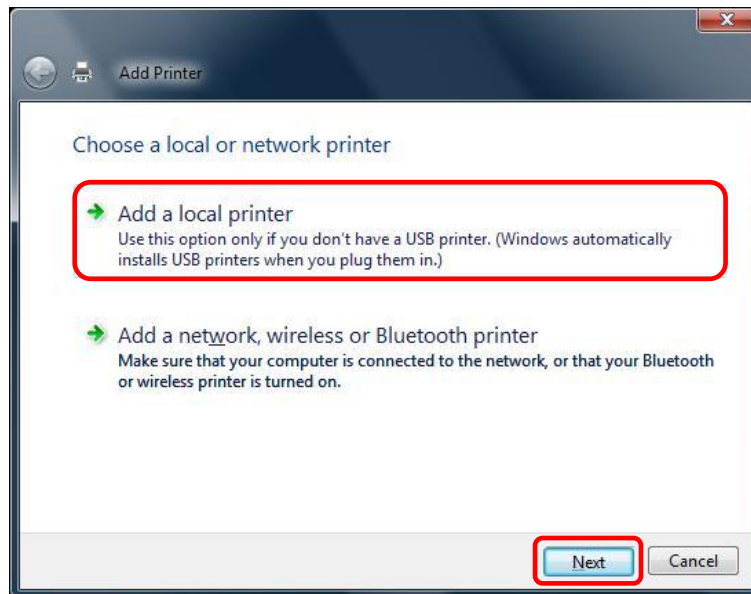 Add Printer
Choose a local or network printer
Add a local printer
Use this option only if you don't have a USB printer. (Windows automatically
installs USB printers when you plug them in.)
Add a network, wireless or Bluetooth printer
Make sure that your computer is connected to the network, or that your Bluetooth
or wireless printer is turned on.
Next Cancel